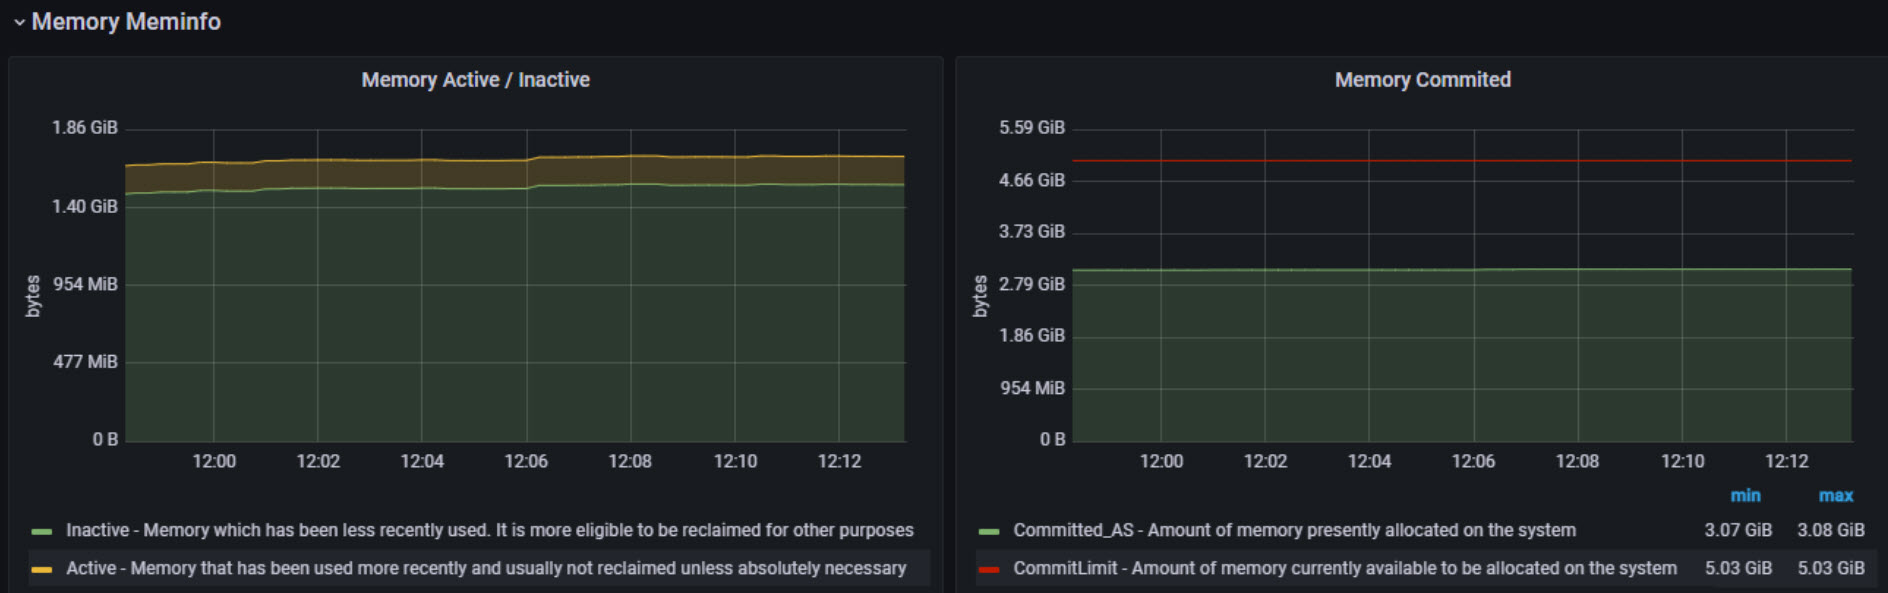 Memory Meminfo
Memory Active / Inactive
1.86 GiB
1.40 GiB
954 MiB
477 MiB
0 B
bytes
12:00 12:02 12:04 12:06 12:08 12:10 12:12
Inactive - Memory which has been less recently used. It is more eligible to be reclaimed for other purposes
Active - Memory that has been used more recently and usually not reclaimed unless absolutely necessary
Memory Commited
5.59 GiB
4.66 GiB
3.73 GiB
2.79 GiB
1.86 GiB
954 MiB
0 B
bytes
12:00 12:02 12:04 12:06 12:08 12:10 12:12
min max
Committed_AS - Amount of memory presently allocated on the system 3.07 GiB 3.08 GiB
CommitLimit - Amount of memory currently available to be allocated on the system 5.03 GiB 5.03 GiB